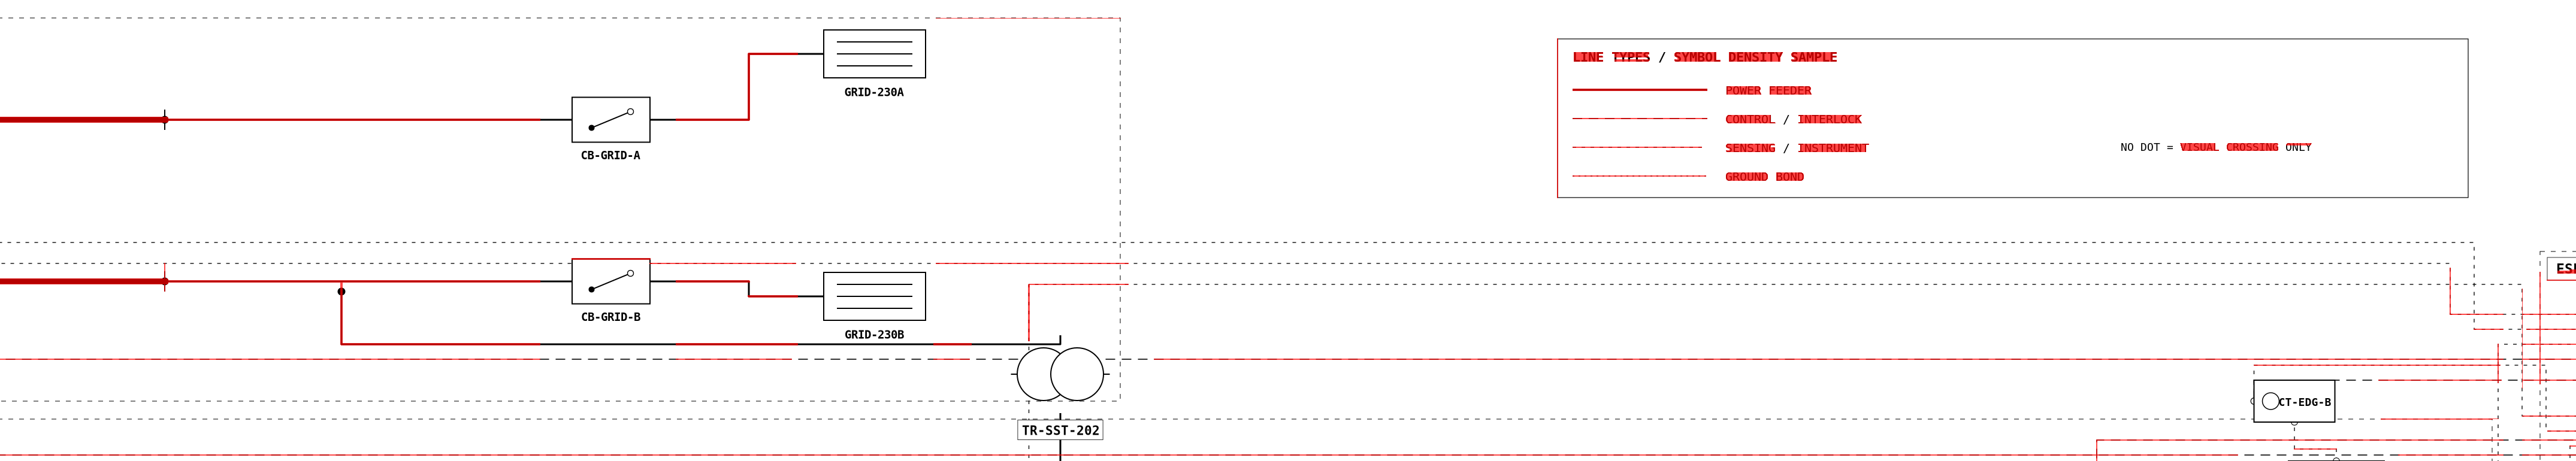 GRID-230A
CB-GRID-A
LINE TYPES / SYMBOL DENSITY SAMPLE
POWER FEEDER
CONTROL / INTERLOCK
SENSING / INSTRUMENT
NO DOT = VISUAL CROSSING ONLY
GROUND BOND
CB-GRID-B
GRID-230B
CT-EDG-B
TR-SST-202